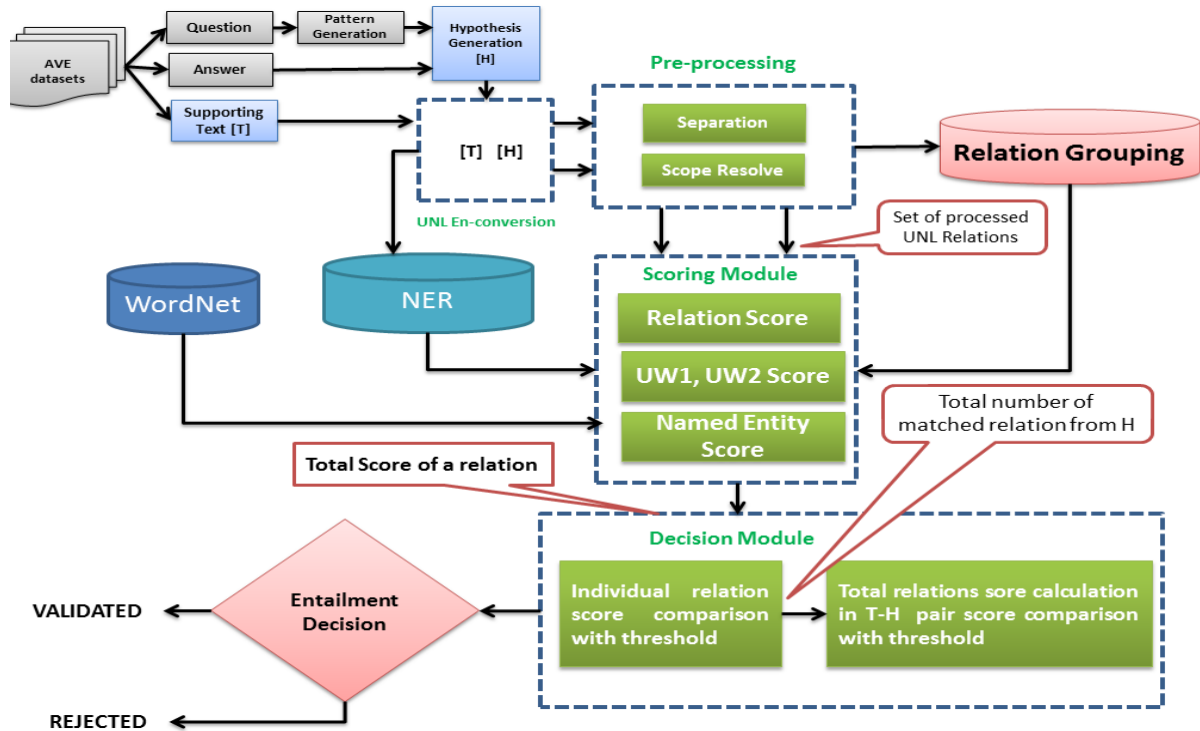 AVE
datasets
Question
Pattern
Generation
Hypothesis
Generation
[H]
Answer
Supporting
Text [T]
[T] [H]
UNL En-conversion
Pre-processing
Separation
Scope Resolve
Relation Grouping
Set of processed
UNL Relations
WordNet
NER
Scoring Module
Relation Score
UW1, UW2 Score
Named Entity
Score
Total number of
matched relation from H
Total Score of a relation
Decision Module
Individual relation
score comparison
with threshold
Total relations sore calculation
in T-H pair score comparison
with threshold
Entailment
Decision
VALIDATED
REJECTED